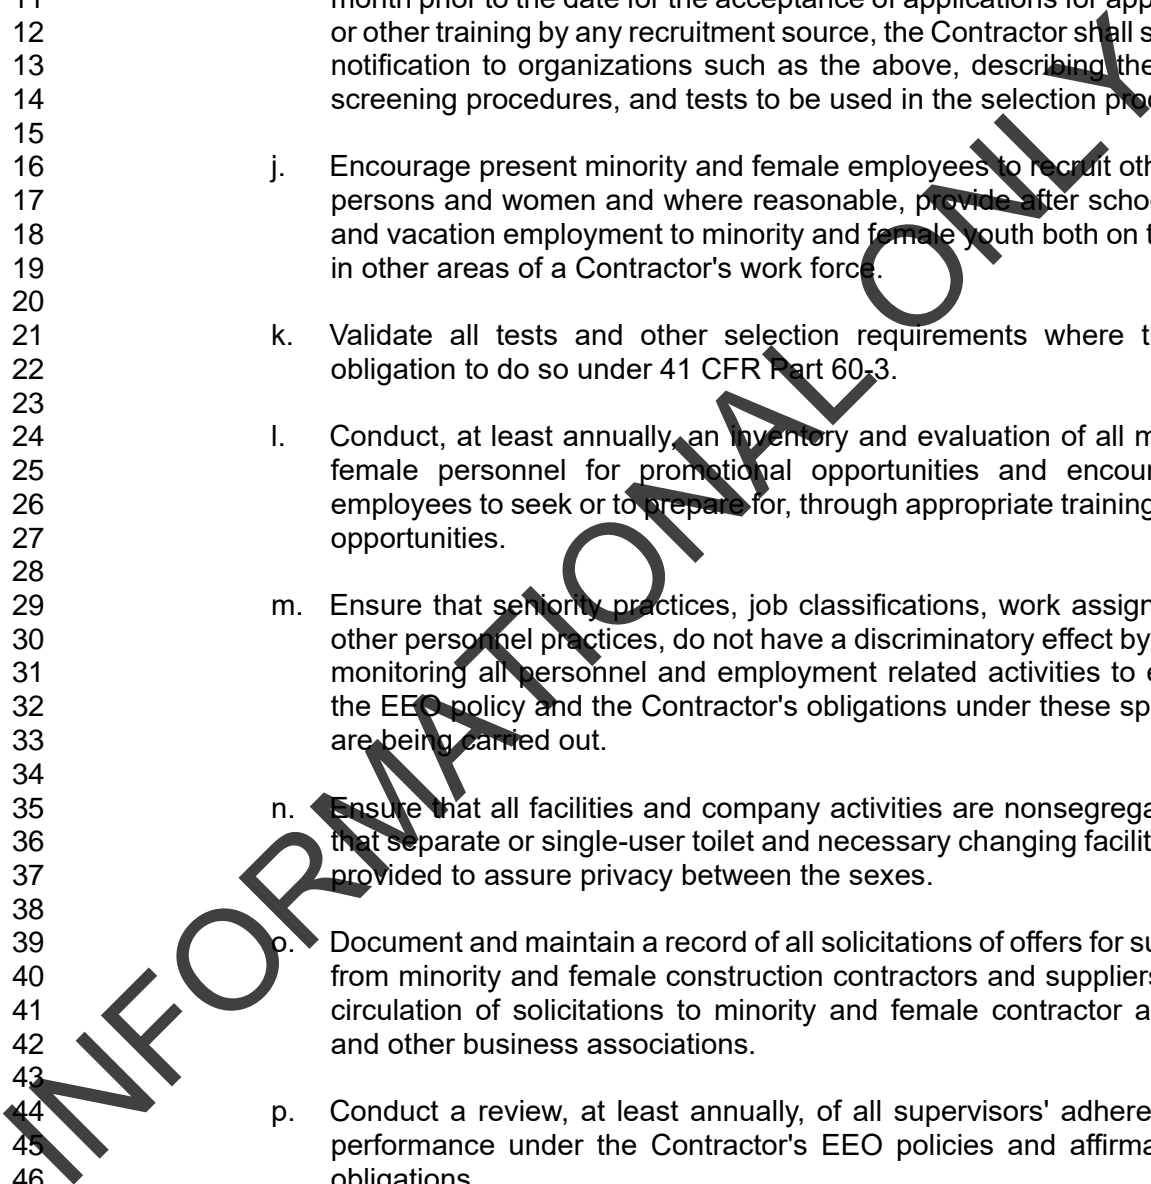 11 month prior to the date for the acceptance of applications for
12 or other training by any recruitment source, the Contractor shall
13 notification to organizations such as the above, describing the
14 screening procedures, and tests to be used in the selection
15
16 j. Encourage present minority and female employees to recruit
17 persons and women and where reasonable, provide after
18 and vacation employment to minority and female youth both on
19 in other areas of a Contractor's work force.
20
21 k. Validate all tests and other selection requirements where
22 obligation to do so under 41 CFR Part 60-3.
23
24 l. Conduct, at least annually, an inventory and evaluation of all
25 female personnel for promotional opportunities and
26 employees to seek or to prepare for, through appropriate training
27 opportunities.
28
29 m. Ensure that seniority practices, job classifications, work
30 other personnel practices, do not have a discriminatory effect by
31 monitoring all personnel and employment related activities to
32 the EEO policy and the Contractor's obligations under these
33 are being carried out.
34
35 n. Ensure that all facilities and company activities are
36 that separate or single-user toilet and necessary changing
37 provided to assure privacy between the sexes.
38
39 o. Document and maintain a record of all solicitations of offers for
40 from minority and female construction contractors and suppliers
41 circulation of solicitations to minority and female contractor
42 and other business associations.
43
44 p. Conduct a review, at least annually, of all supervisors'
45 performance under the Contractor's EEO policies and
46 obligations
INFORMATIONAL ONLY